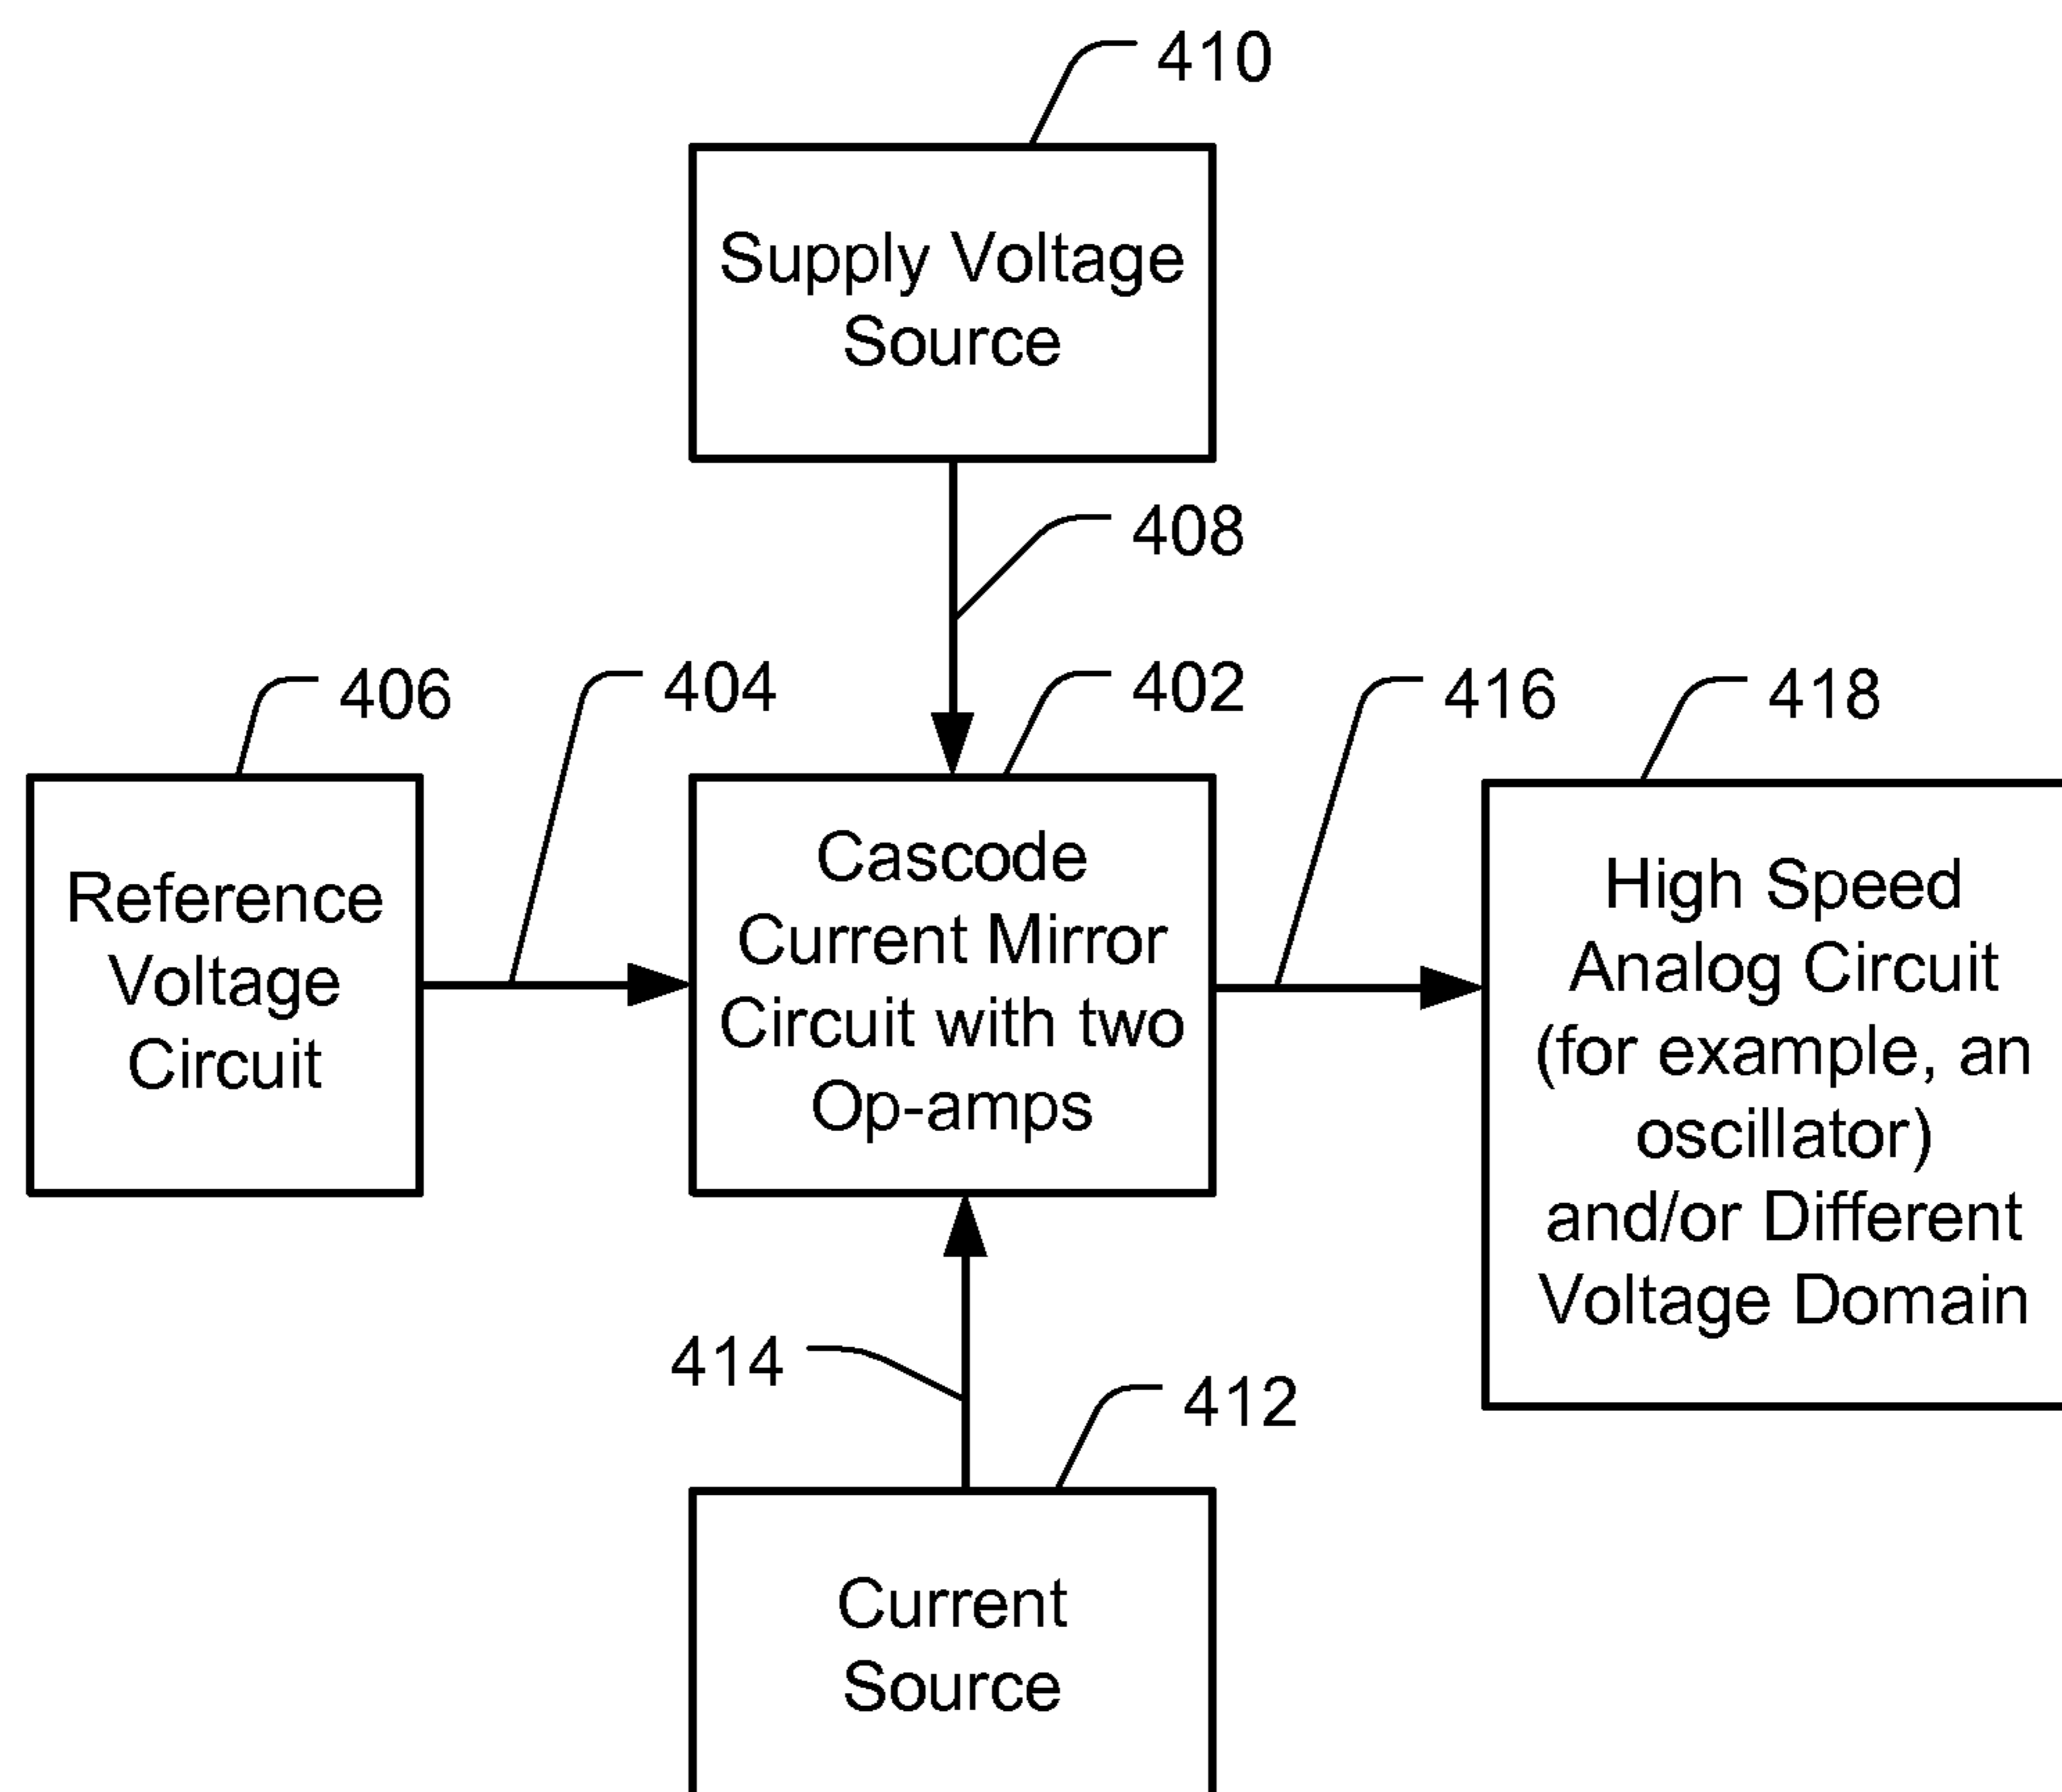 410
Supply Voltage
Source
408
406
404
402
416
418
Reference
Voltage
Circuit
Cascode
Current Mirror
Circuit with two
Op-amps
High Speed
Analog Circuit
(for example, an
oscillator)
and/or Different
Voltage Domain
414
412
Current
Source